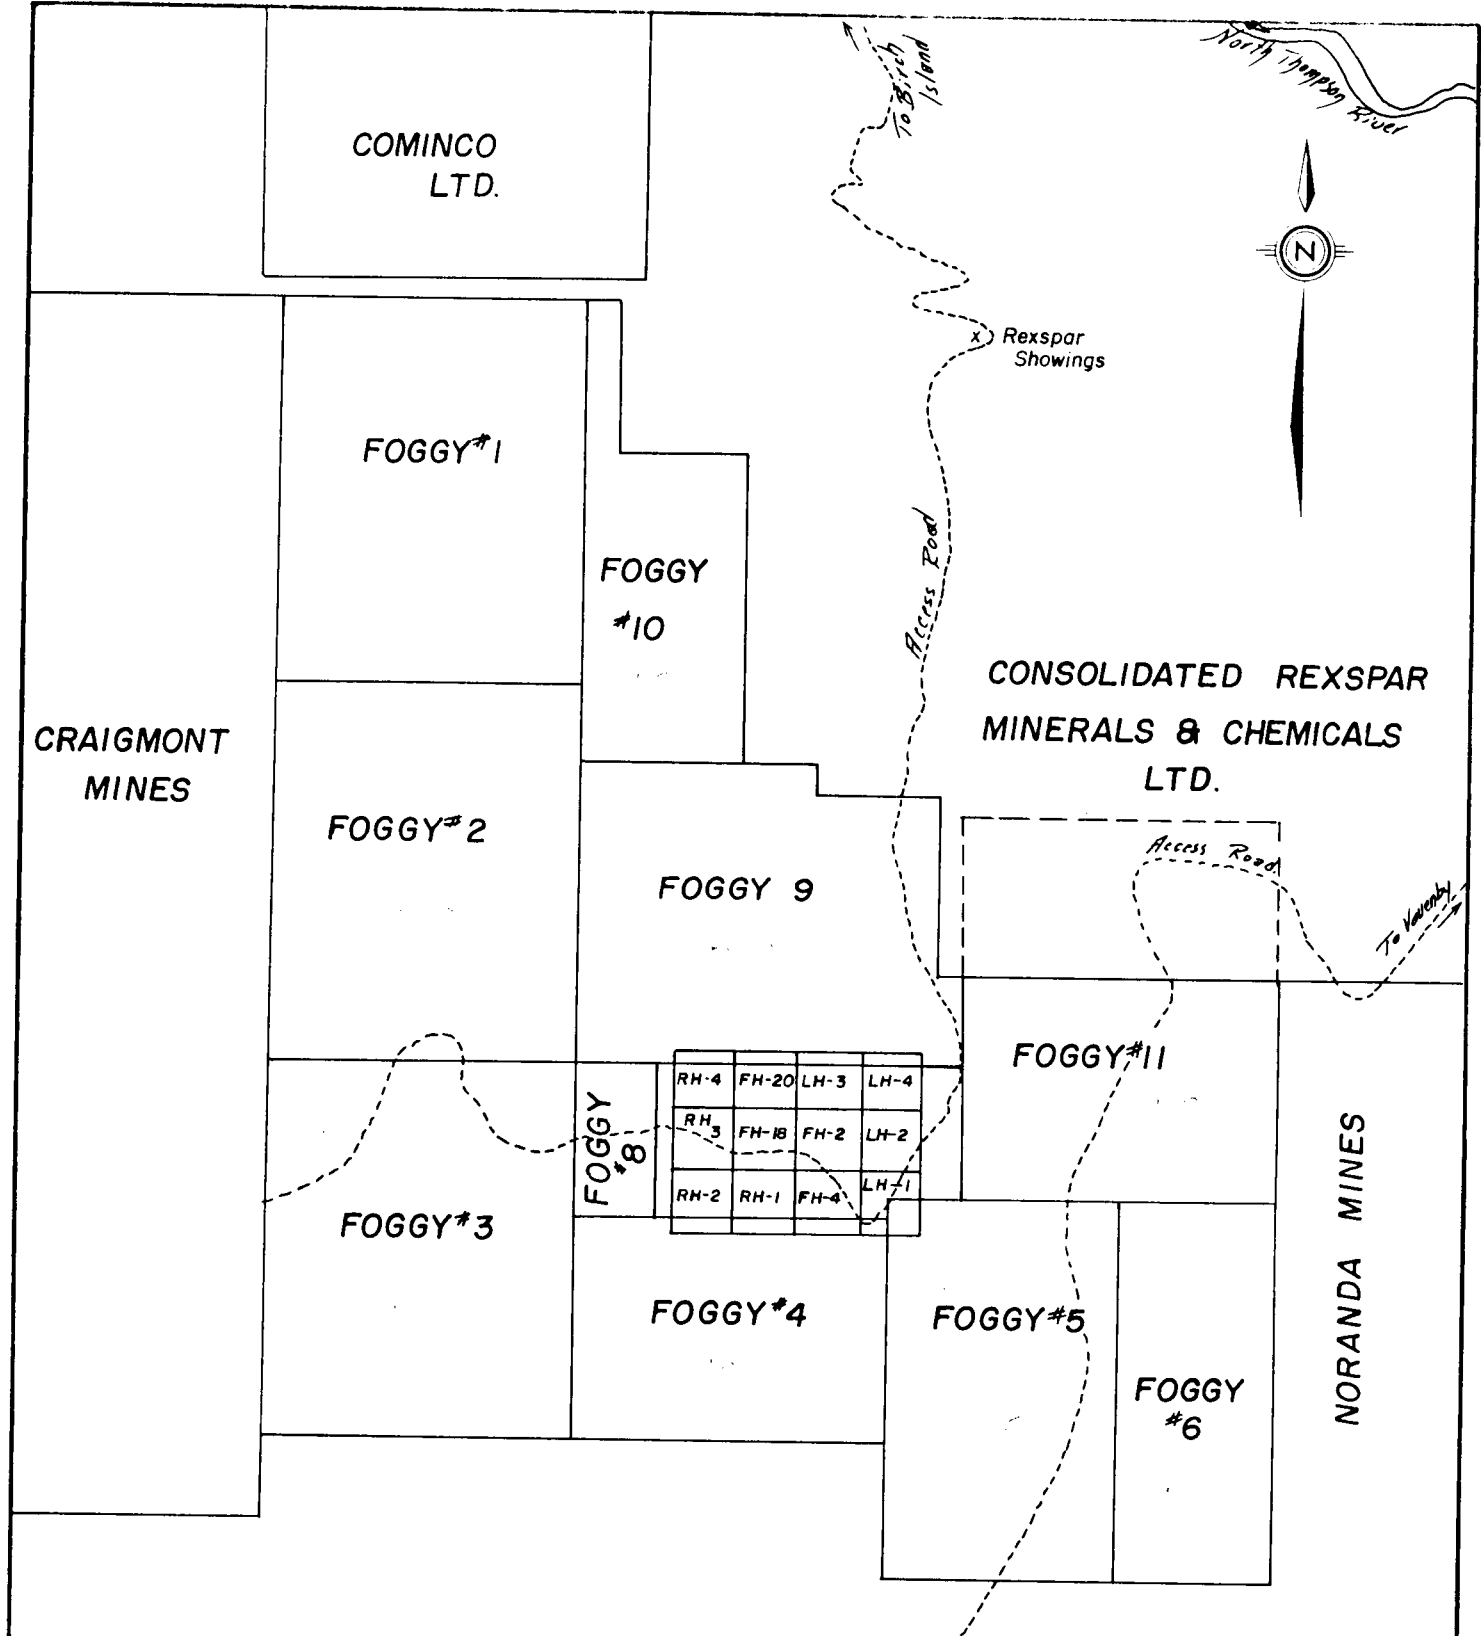 To Birch
Island
North Thompson River
COMINCO
LTD.
N
x Rexspar
Showings
FOGGY #1
FOGGY
#10
Access Road
CONSOLIDATED REXSPAR
MINERALS & CHEMICALS
LTD.
CRAIGMONT
MINES
FOGGY #2
FOGGY 9
Access Road
To Vavenby
FOGGY #11
RH-4 FH-20 LH-3 LH-4
RH 3 FH-18 FH-2 LH-2
RH-2 RH-1 FH-4 LH-1
FOGGY
#8
NORANDA MINES
FOGGY #3
FOGGY #4
FOGGY #5
FOGGY
#6